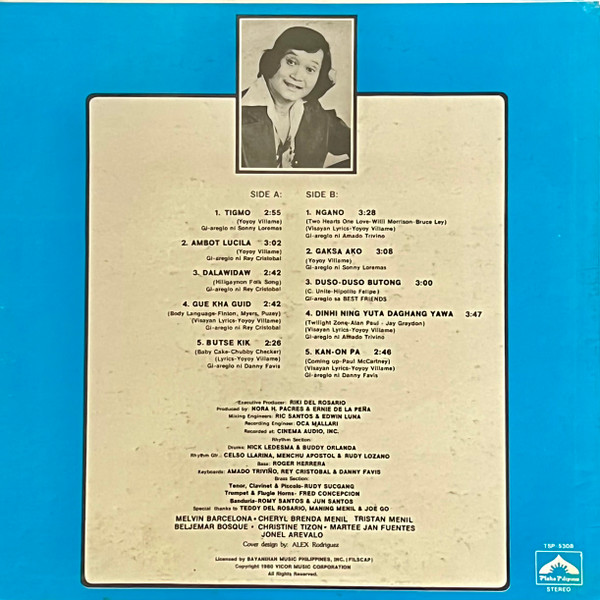 SIDE A:
1. TIGMO 2:55
(Yoyoy Villame)
Gi-areglo ni Sonny Loremas
2. AMBOT LUCILA 3:02
(Yoyoy Villame)
Gi-areglo ni Rey Cristobal
3. DALAWIDAW 2:42
(Hiligaymon Folk Song)
Gi-areglo ni Rey Cristobal
4. GUE KHA GUID 2:42
(Body Language-Finion, Myers, Puzey)
(Visayan Lyrics-Yoyoy Villame)
Gi-areglo ni Rey Cristobal
5. BUTSE KIK 2:26
(Baby Cake-Chubby Checker)
(Lyrics-Yoyoy Villame)
Gi-areglo ni Danny Favis
SIDE B:
1. NGANO 3:28
(Two Hearts One Love-Willi Morrison-Bruce Ley)
(Visayan Lyrics-Yoyoy Villame)
Gi-areglo ni Amado Trivino
2. GAKSA AKO 3:08
(Yoyoy Villame)
Gi-areglo ni Sonny Loremas
3. DUSO-DUSO BUTONG 3:00
(C. Unite-Hipolito Felipe)
Gi-areglo sa BEST FRIENDS
4. DINHI NING YUTA DAGHANG YAWA 3:47
(Twilight Zone-Alan Paul - Jay Graydon)
(Visayan Lyrics-Yoyoy Villame)
Gi-areglo ni Amado Trivino
5. KAN-ON PA 2:46
(Coming up-Paul McCartney)
(Visayan Lyrics-Yoyoy Villame)
Gi-areglo ni Danny Favis
Executive Producer: RIKI DEL ROSARIO
Produced by: NORA H. PACRES & ERNIE DE LA PEÑA
Mixing Engineers: RIC SANTOS & EDWIN LUNA
Recording Engineer: OCA MALLARI
Recorded at: CINEMA AUDIO, INC.
Rhythm Section:
Drums: NICK LEDESMA & BUDDY ORLANDA
Rhythm Gtr.: CELSO LLARINA, MENCHU APOSTOL & RUDY LOZANO
Bass: ROGER HERRERA
Keyboards: AMADO TRIVIÑO, REY CRISTOBAL & DANNY FAVIS
Brass Section:
Tenor, Clavinet & Piccolo-RUDY SUCGANG
Trumpet & Flugle Horns- FRED CONCEPCION
Banduria-ROMY SANTOS & JUN SANTOS
Special thanks to TEDDY DEL ROSARIO, MANING MENIL & JOE GO
MELVIN BARCELONA • CHERYL BRENDA MENIL TRISTAN MENIL
BELJEMAR BOSQUE • CHRISTINE TIZON • MARTEE JAN FUENTES
JONEL AREVALO
Cover design by: ALEX Rodriguez
Licensed by BAYANIHAN MUSIC PHILIPPINES, INC. (FILSCAP)
Copyright 1980 VICOR MUSIC CORPORATION
All Rights Reserved.
TSP-5308
Plaka Pilipino
STEREO